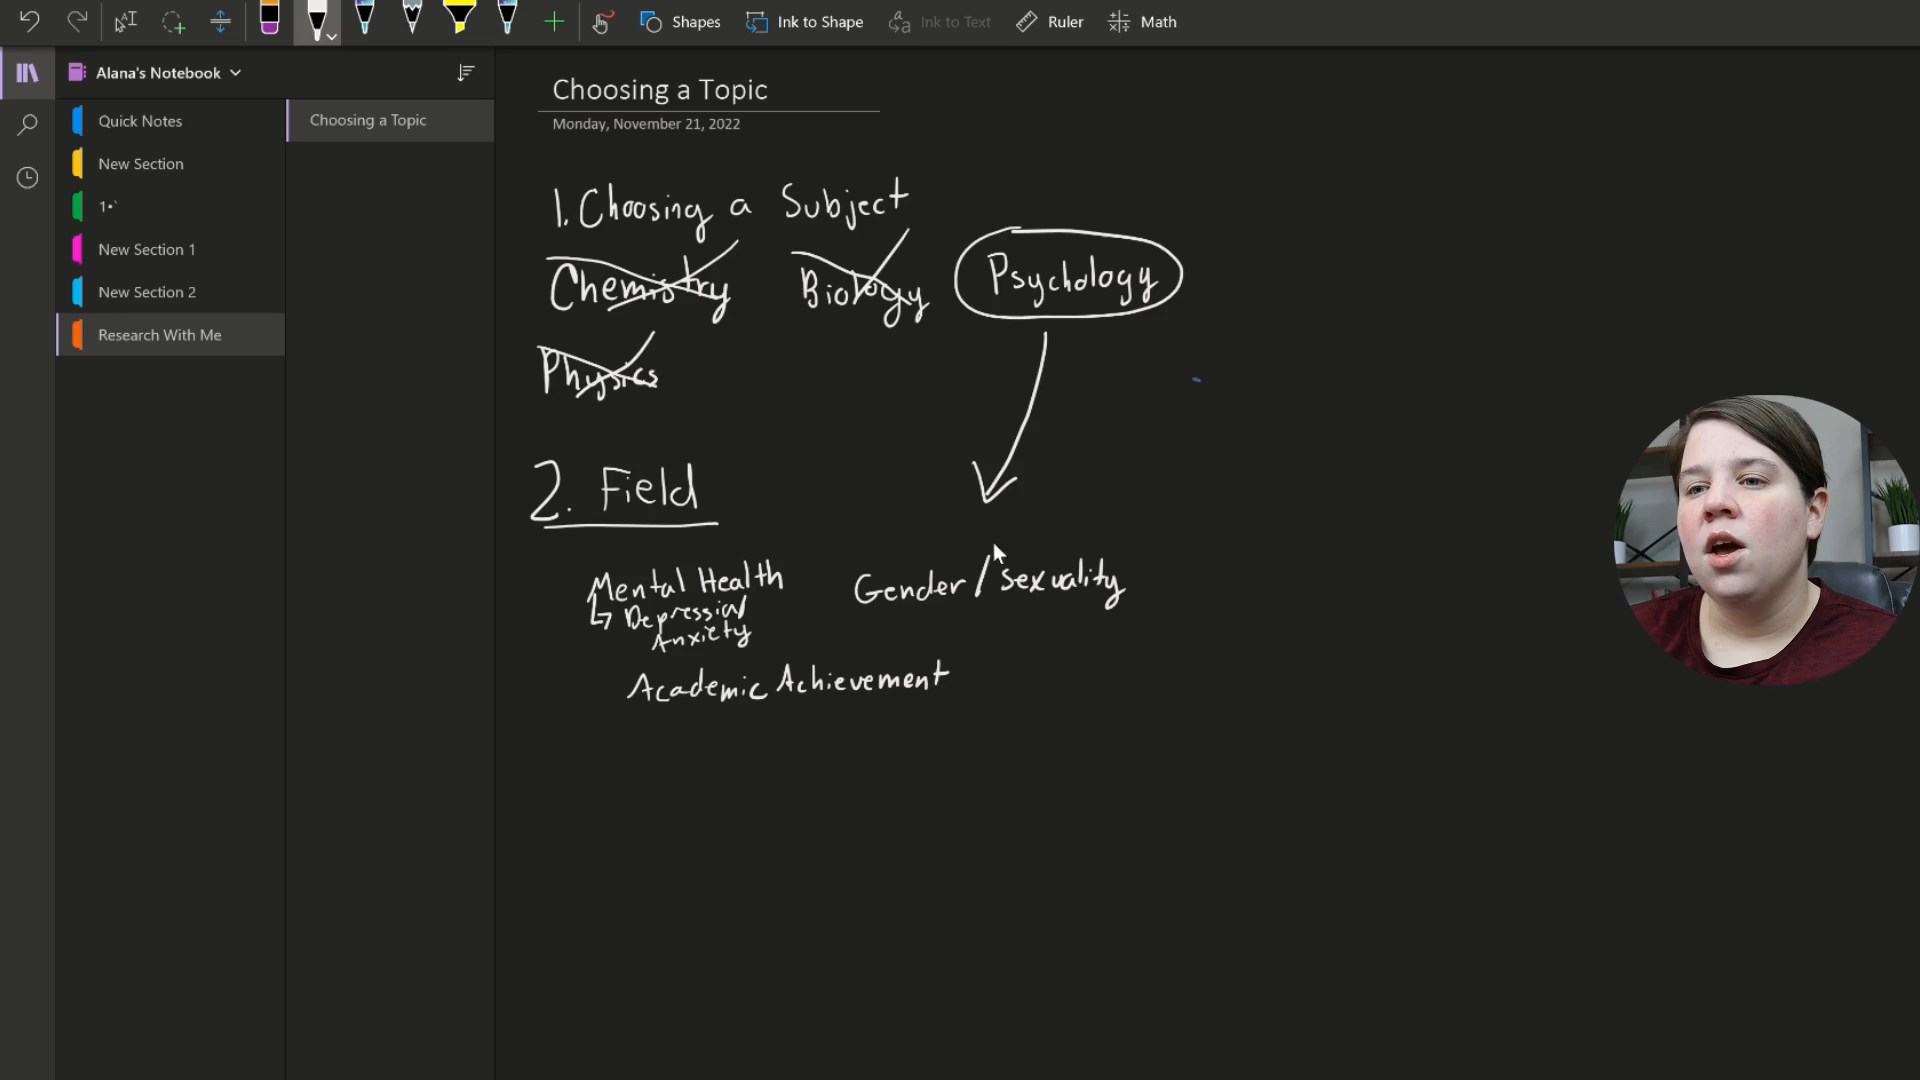 Shapes Ink to Shape Ink to Text Ruler Math
Alana's Notebook
Quick Notes
New Section
1•`
New Section 1
New Section 2
Research With Me
Choosing a Topic
Choosing a Topic
Monday, November 21, 2022
1. Choosing a Subject
Chemistry Biology Psychology
Physics
2. Field
Mental Health Gender/Sexuality
Depression/
Anxiety
Academic Achievement